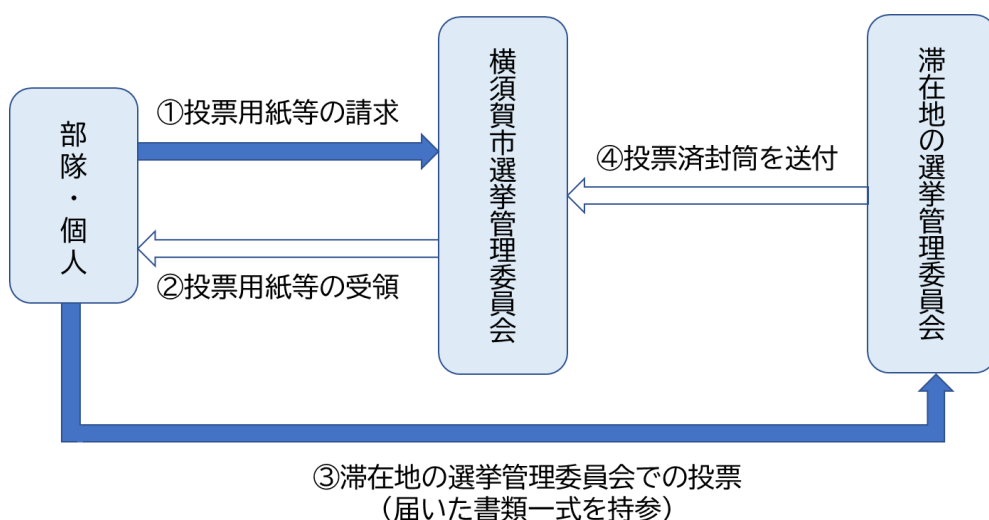 部隊・個人
①投票用紙等の請求
②投票用紙等の受領
横須賀市選挙管理委員会
④投票済封筒を送付
滞在地の選挙管理委員会
③滞在地の選挙管理委員会での投票
（届いた書類一式を持参）